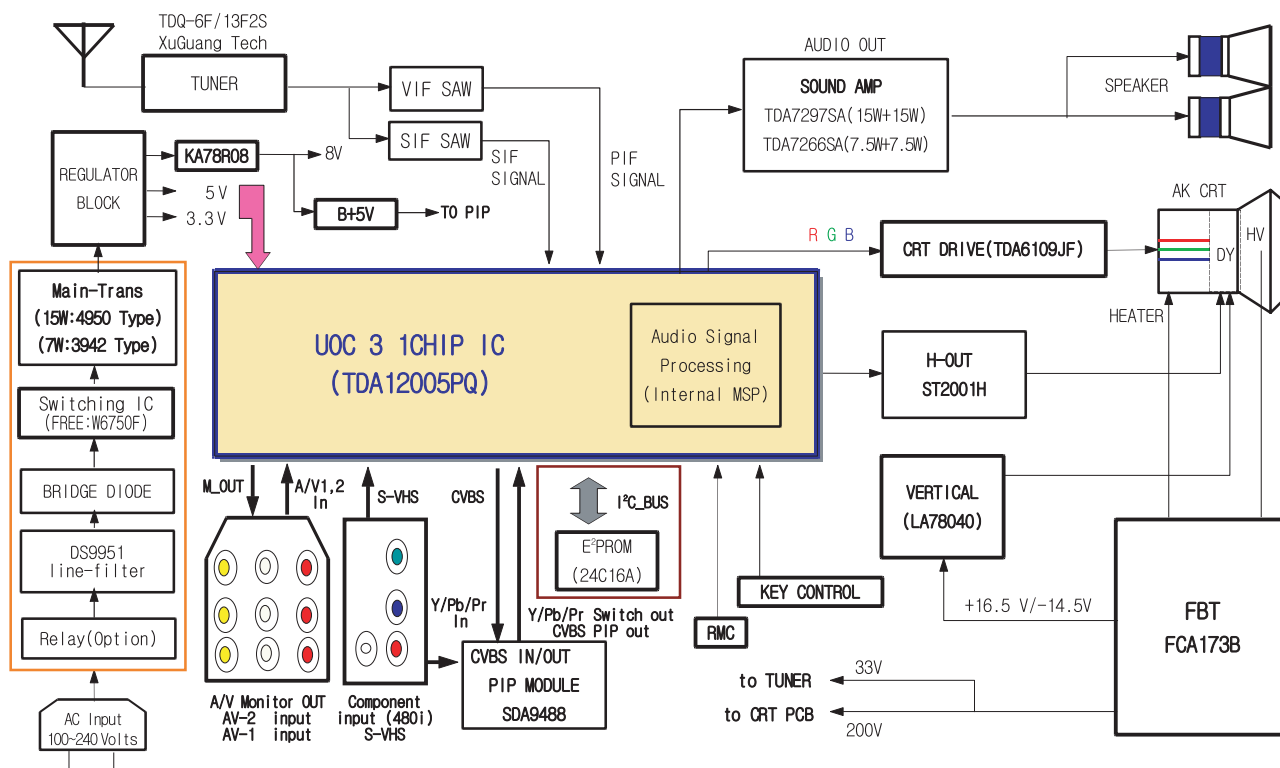 TDQ-6F/13F2S
XuGuang Tech
TUNER
VIF SAW
SIF SAW
SIF
SIGNAL
PIF
SIGNAL
AUDIO OUT
SOUND AMP
TDA7297SA(15W+15W)
TDA7266SA(7.5W+7.5W)
SPEAKER
REGULATOR
BLOCK
KA78R08
8V
5V
3.3V
B+5V
TO PIP
R G B
CRT DRIVE(TDA6109JF)
AK CRT
DY
HV
HEATER
Main-Trans
(15W:4950 Type)
(7W:3942 Type)
Switching IC
(FREE:W6750F)
BRIDGE DIODE
DS9951
line-filter
Relay(Option)
AC Input
100~240 Volts
UOC 3 1CHIP IC
(TDA12005PQ)
Audio Signal
Processing
(Internal MSP)
H-OUT
ST2001H
VERTICAL
(LA78040)
+16.5 V/-14.5V
FBT
FCA173B
33V
to TUNER
to CRT PCB
200V
M_OUT
A/V1,2
In
S-VHS
CVBS
I²C_BUS
E²PROM
(24C16A)
Y/Pb/Pr
In
Y/Pb/Pr Switch out
CVBS PIP out
RMC
KEY CONTROL
CVBS IN/OUT
PIP MODULE
SDA9488
A/V Monitor OUT
AV-2 input
AV-1 input
Component
input (480i)
S-VHS